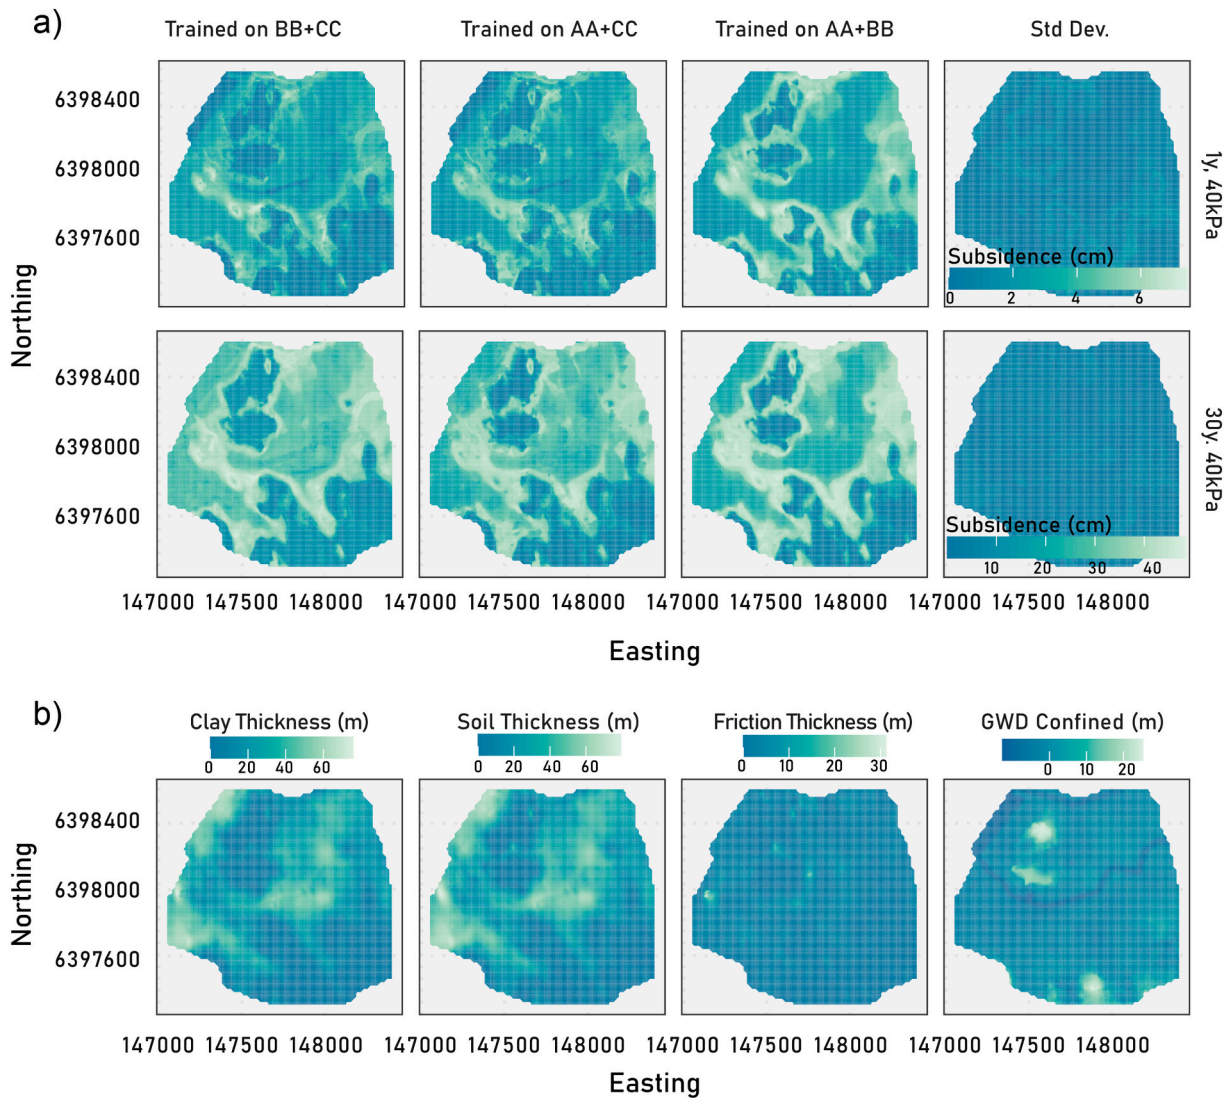 a)
Trained on BB+CC
Trained on AA+CC
Trained on AA+BB
Std Dev.
6398400
6398000
6397600
1y, 40kPa
Subsidence (cm)
0 2 4 6
Northing
6398400
6398000
6397600
30y. 40kPa
Subsidence (cm)
10 20 30 40
147000 147500 148000
147000 147500 148000
147000 147500 148000
147000 147500 148000
Easting
b)
Clay Thickness (m)
0 20 40 60
Soil Thickness (m)
0 20 40 60
Friction Thickness (m)
0 10 20 30
GWD Confined (m)
0 10 20
Northing
6398400
6398000
6397600
147000 147500 148000
147000 147500 148000
147000 147500 148000
147000 147500 148000
Easting